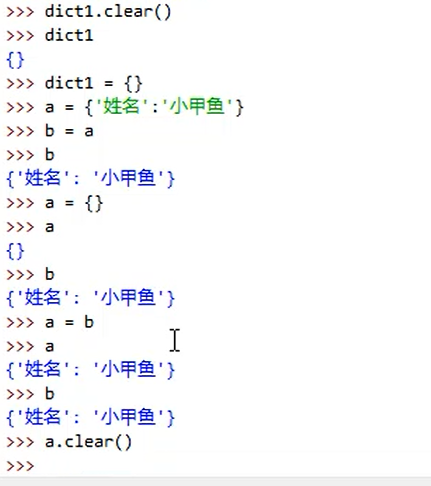 >>> dict1.clear()
>>> dict1
{}
>>> dict1 = {}
>>> a = {'姓名':'小甲鱼'}
>>> b = a
>>> b
{'姓名': '小甲鱼'}
>>> a = {}
>>> a
{}
>>> b
{'姓名': '小甲鱼'}
>>> a = b
>>> a
{'姓名': '小甲鱼'}
>>> b
{'姓名': '小甲鱼'}
>>> a.clear()
>>>